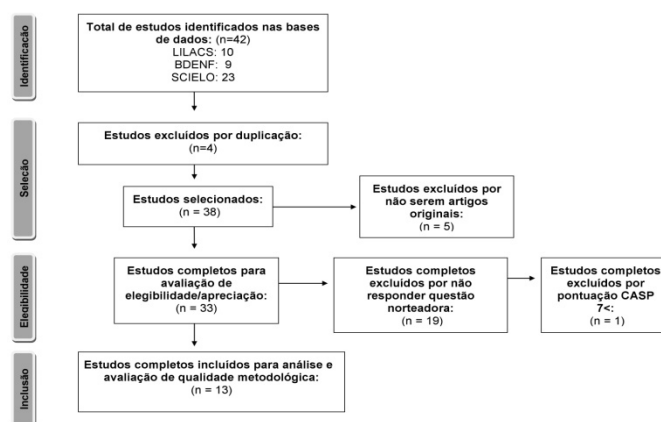 Identificação
Total de estudos identificados nas bases
de dados: (n=42)
LILACS: 10
BDENF: 9
SCIELO: 23
Seleção
Estudos excluídos por duplicação:
(n=4)
Estudos selecionados:
(n = 38)
Estudos excluídos por
não serem artigos
originais:
(n = 5)
Elegibilidade
Estudos completos para
avaliação de
elegibilidade/apreciação:
(n = 33)
Estudos completos
excluídos por não
responder questão
norteadora:
(n = 19)
Estudos completos
excluídos por
pontuação CASP
7<:
(n = 1)
Inclusão
Estudos completos incluídos para análise e
avaliação de qualidade metodológica:
(n = 13)